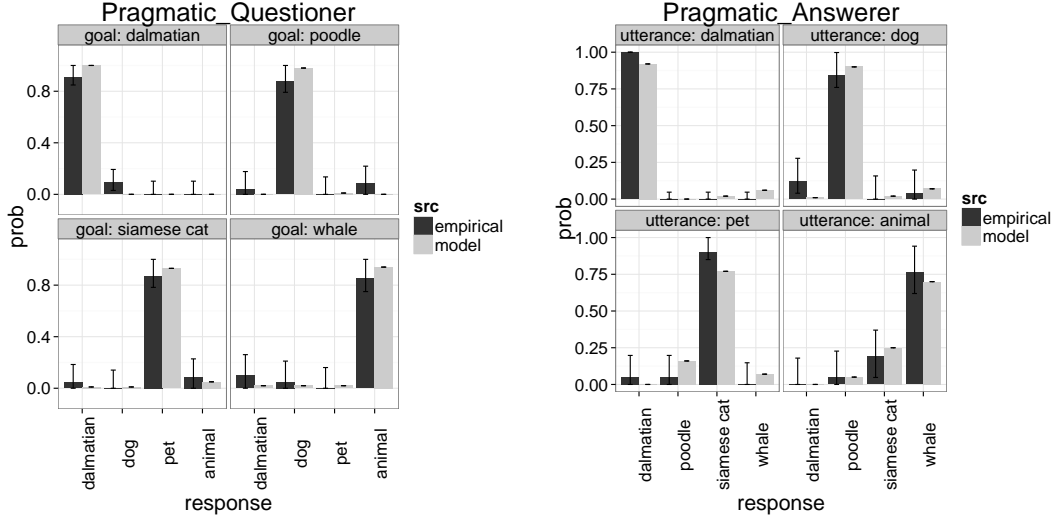 Pragmatic_Questioner
goal: dalmatian
goal: poodle
0.8
0.4
0.0
goal: siamese cat
goal: whale
0.8
0.4
0.0
prob
dalmatian
dog
pet
animal
dalmatian
dog
pet
animal
response
src
empirical
model
Pragmatic_Answerer
utterance: dalmatian
utterance: dog
1.00
0.75
0.50
0.25
0.00
utterance: pet
utterance: animal
1.00
0.75
0.50
0.25
0.00
prob
dalmatian
poodle
siamese cat
whale
dalmatian
poodle
siamese cat
whale
response
src
empirical
model